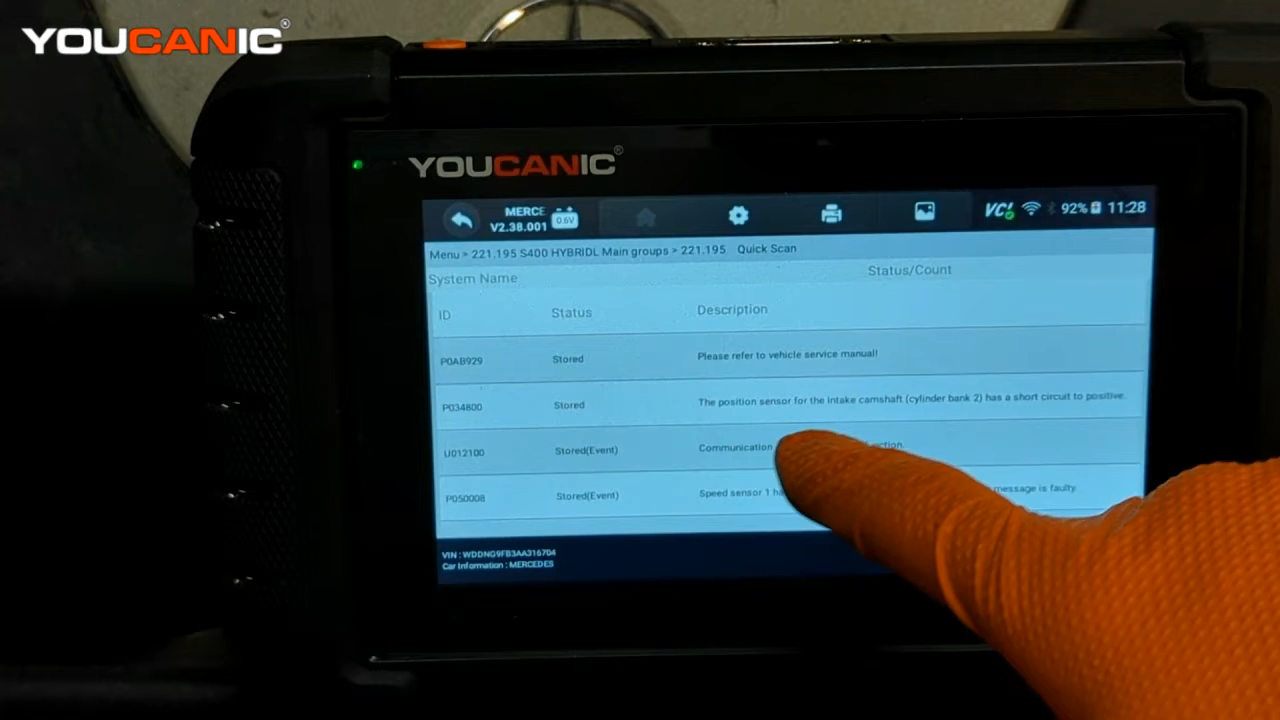 YOUCANIC®
YOUCANIC®
MERCE
V2.38.001
0.6V
VCI 92% 11:28
Menu > 221.195 S400 HYBRIDL Main groups > 221.195 Quick Scan
System Name Status/Count
ID Status Description
P0AB929 Stored Please refer to vehicle service manual!
P034800 Stored The position sensor for the intake camshaft (cylinder bank 2) has a short circuit to positive.
U012100 Stored(Event) Communication
P050008 Stored(Event) Speed sensor 1 message is faulty.
VIN : WDDNG9FB3AA316704
Car Information : MERCEDES